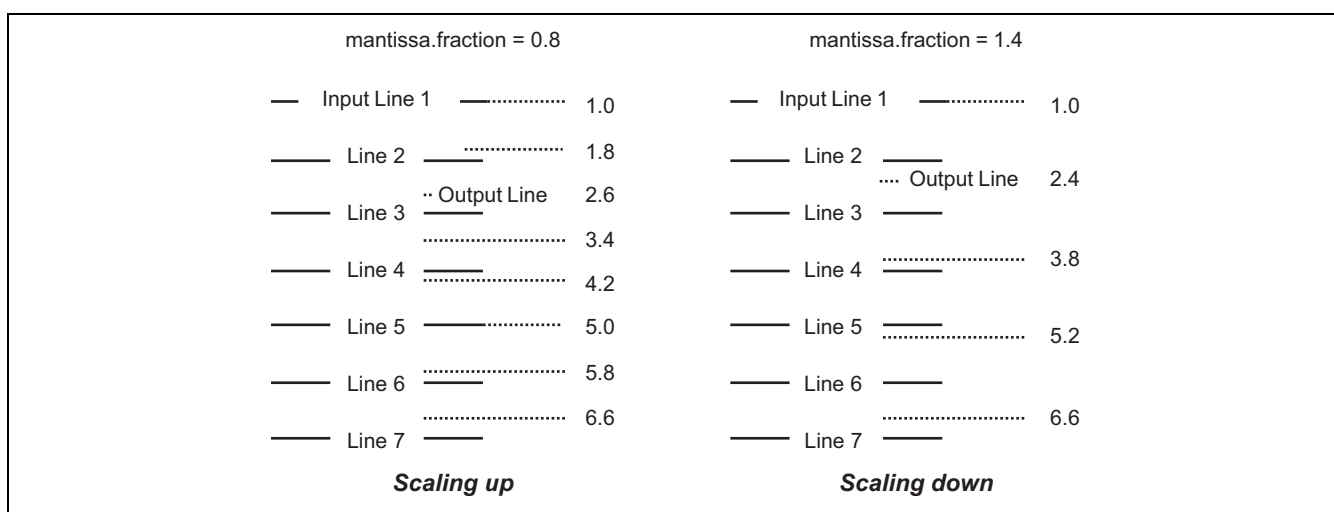 mantissa.fraction = 0.8
Input Line 1 1.0
1.8
Line 2
Output Line 2.6
Line 3
3.4
Line 4
4.2
Line 5 5.0
5.8
Line 6
6.6
Line 7
Scaling up
mantissa.fraction = 1.4
Input Line 1 1.0
Line 2
Output Line 2.4
Line 3
3.8
Line 4
Line 5
5.2
Line 6
6.6
Line 7
Scaling down